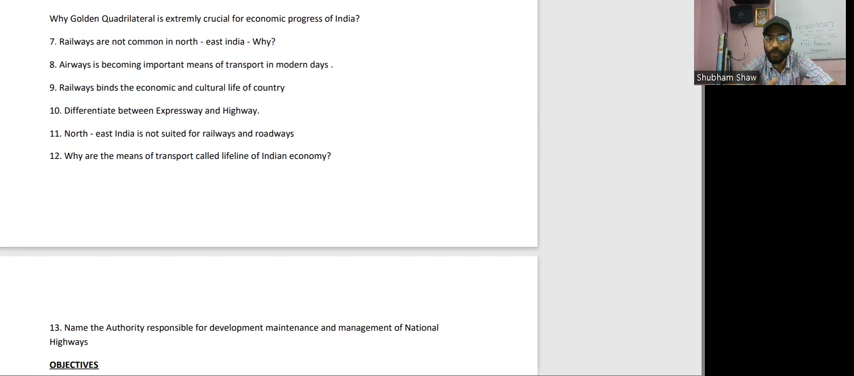 Why Golden Quadrilateral is extremly crucial for economic progress of India?
7. Railways are not common in north - east india - Why?
8. Airways is becoming important means of transport in modern days .
9. Railways binds the economic and cultural life of country
10. Differentiate between Expressway and Highway.
11. North - east India is not suited for railways and roadways
12. Why are the means of transport called lifeline of Indian economy?
13. Name the Authority responsible for development maintenance and management of National
Highways
OBJECTIVES
Shubham Shaw